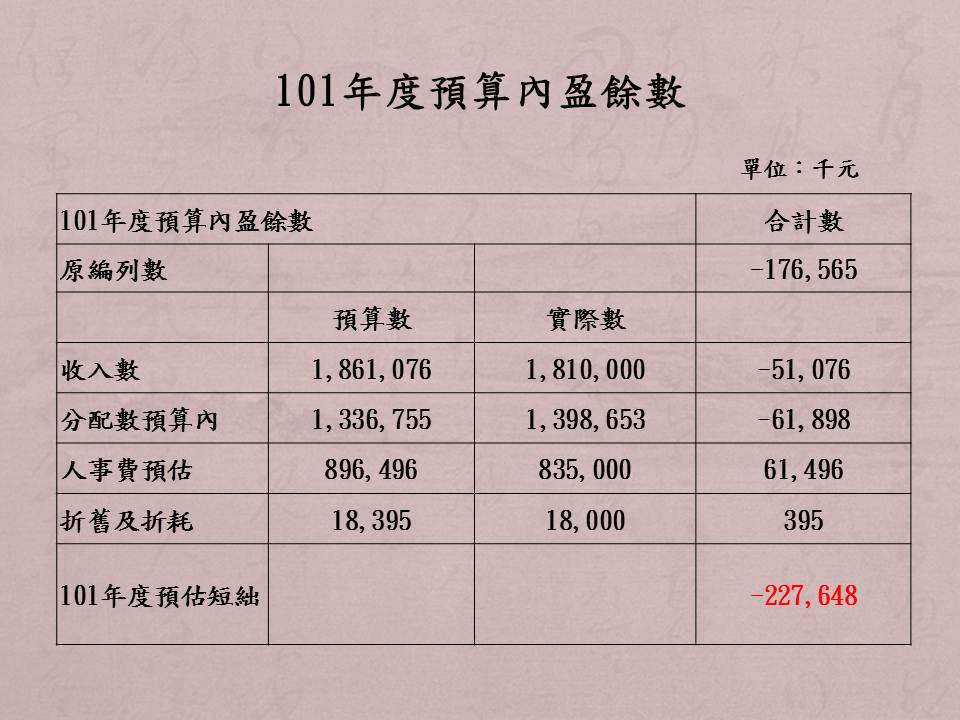 101年度預算內盈餘數
單位：千元
101年度預算內盈餘數 合計數
原編列數 -176,565
預算數 實際數
收入數 1,861,076 1,810,000 -51,076
分配數預算內 1,336,755 1,398,653 -61,898
人事費預估 896,496 835,000 61,496
折舊及折耗 18,395 18,000 395
101年度預估短絀 -227,648